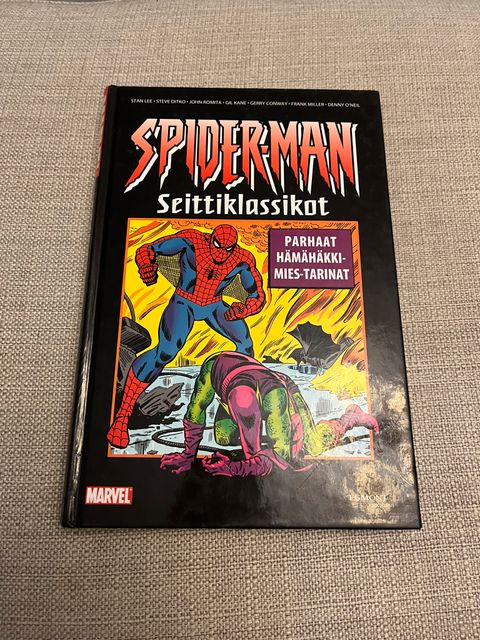 STAN LEE • STEVE DITKO • JOHN ROMITA • GIL KANE • GERRY CONWAY • FRANK MILLER • DENNY O'NEIL
SPIDER-MAN
Seittiklassikot
PARHAAT
HÄMÄHÄKKI-
MIES-TARINAT
MARVEL
EGMONT